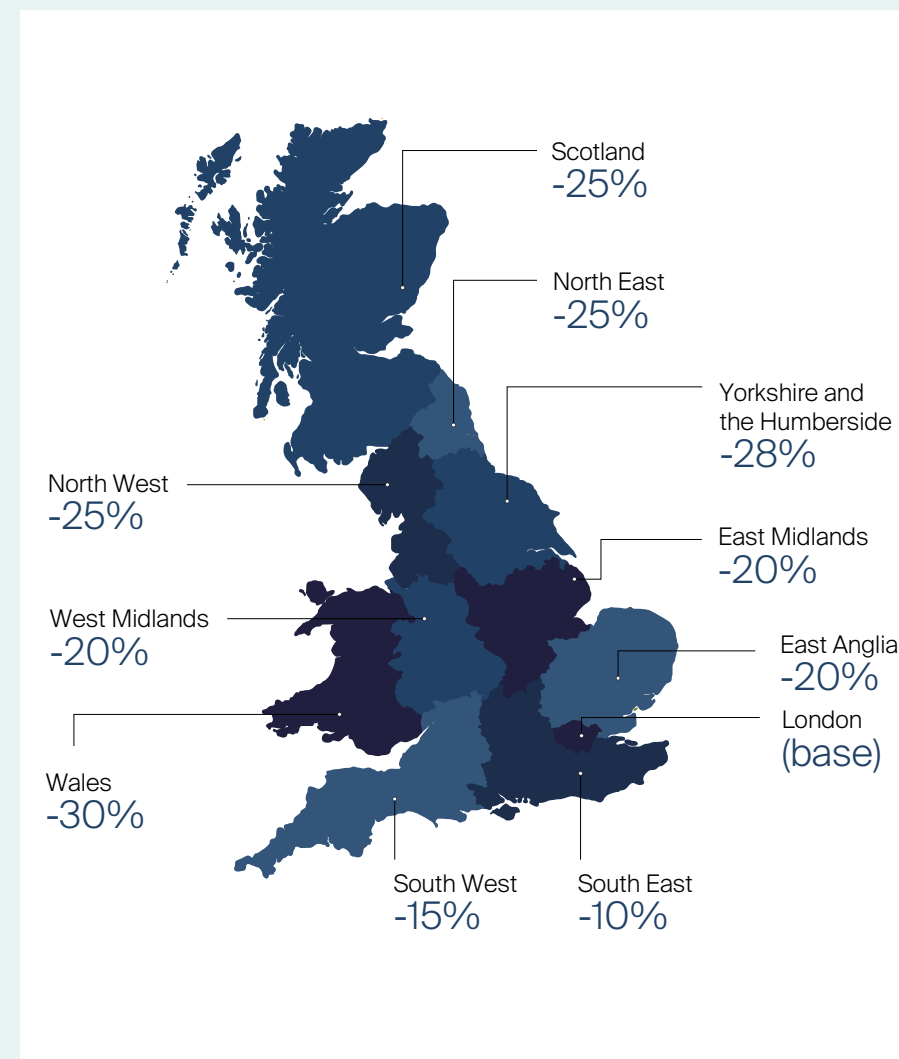 Scotland
-25%
North East
-25%
Yorkshire and
the Humberside
-28%
North West
-25%
East Midlands
-20%
West Midlands
-20%
East Anglia
-20%
London
(base)
Wales
-30%
South West
-15%
South East
-10%